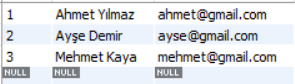 1 Ahmet Yılmaz ahmet@gmail.com
2 Ayşe Demir ayse@gmail.com
3 Mehmet Kaya mehmet@gmail.com
NULL NULL NULL